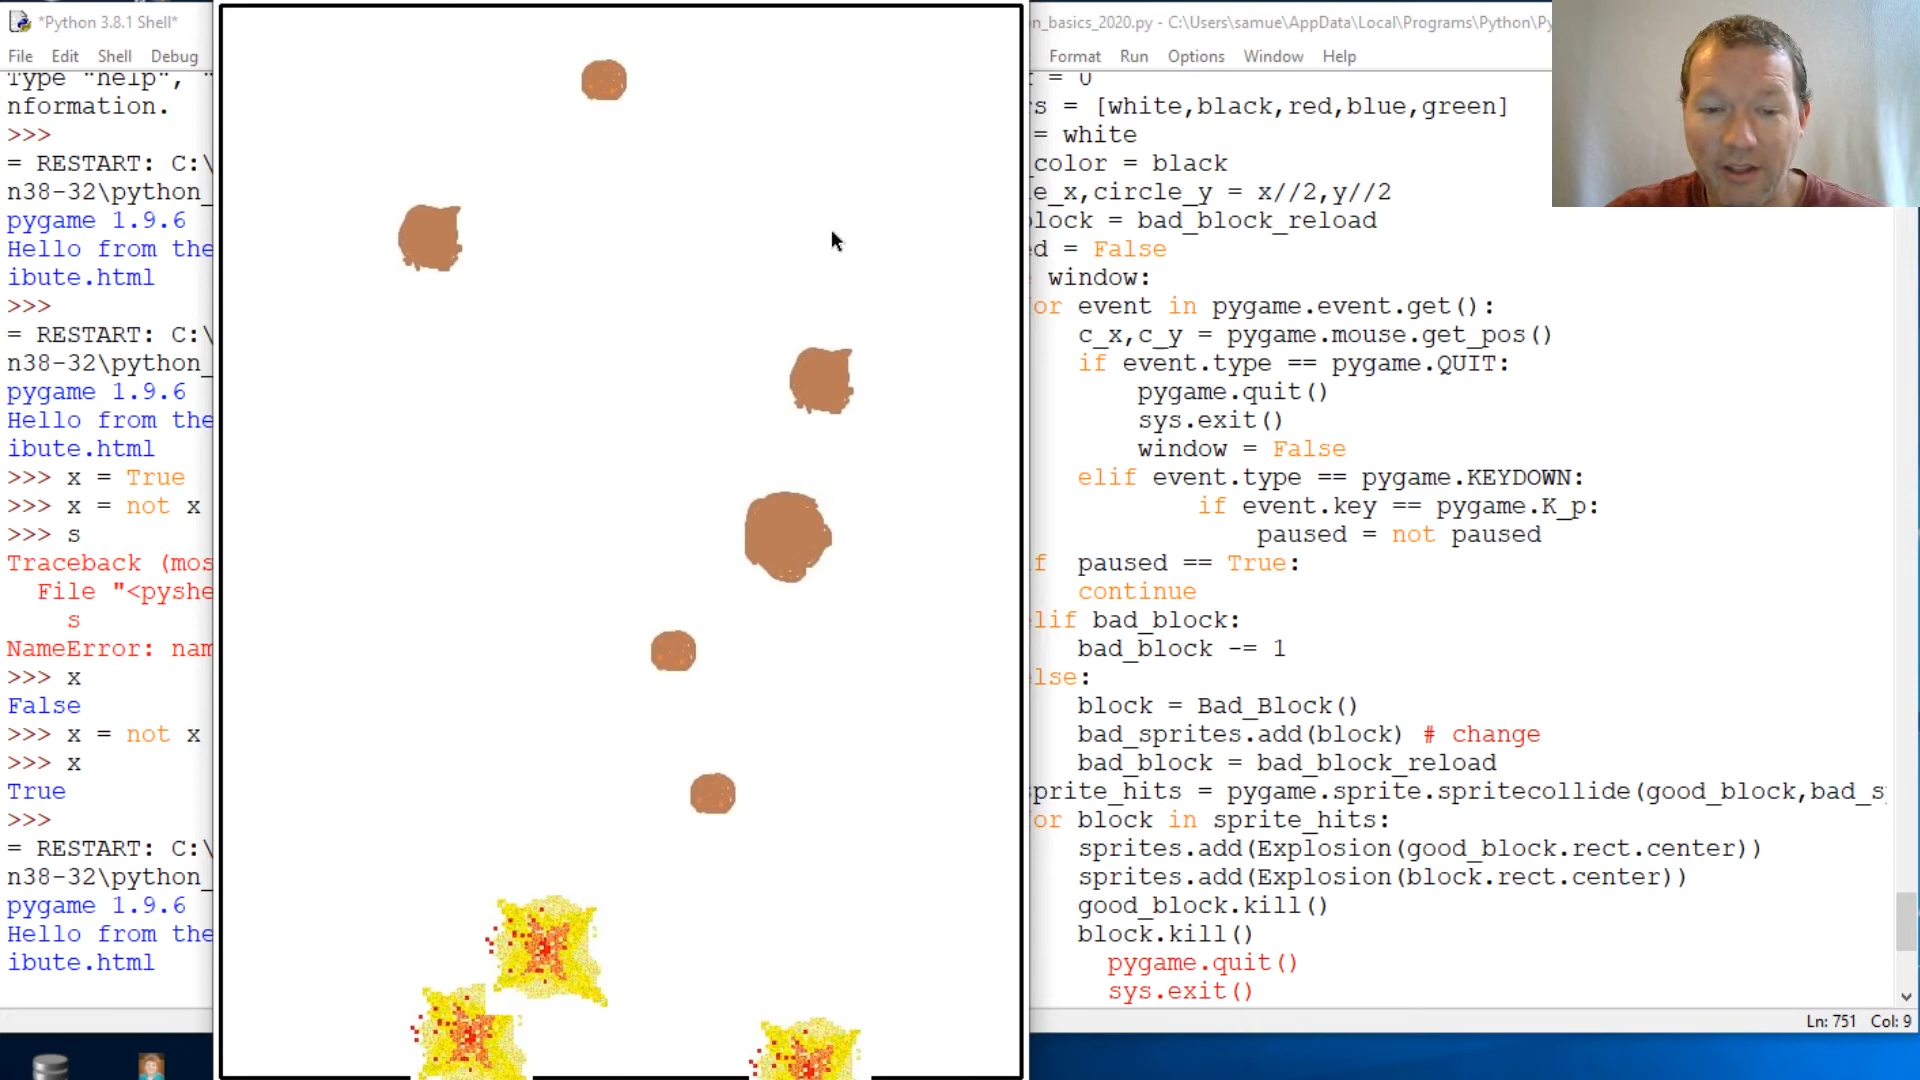 *Python 3.8.1 Shell*
File Edit Shell Debug
Type "help", "
nformation.
>>>
= RESTART: C:\
n38-32\python_
pygame 1.9.6
Hello from the
ibute.html
>>>
= RESTART: C:\
n38-32\python_
pygame 1.9.6
Hello from the
ibute.html
>>> x = True
>>> x = not x
>>> s
Traceback (mos
File "<pyshe
s
NameError: nam
>>> x
False
>>> x = not x
>>> x
True
>>>
= RESTART: C:\
n38-32\python_
pygame 1.9.6
Hello from the
ibute.html
n_basics_2020.py - C:\Users\samue\AppData\Local\Programs\Python\Py
Format Run Options Window Help
= 0
s = [white,black,red,blue,green]
= white
_color = black
e_x,circle_y = x//2,y//2
lock = bad_block_reload
ed = False
window:
or event in pygame.event.get():
c_x,c_y = pygame.mouse.get_pos()
if event.type == pygame.QUIT:
pygame.quit()
sys.exit()
window = False
elif event.type == pygame.KEYDOWN:
if event.key == pygame.K_p:
paused = not paused
f paused == True:
continue
lif bad_block:
bad_block -= 1
lse:
block = Bad_Block()
bad_sprites.add(block) # change
bad_block = bad_block_reload
sprite_hits = pygame.sprite.spritecollide(good_block,bad_s
or block in sprite_hits:
sprites.add(Explosion(good_block.rect.center))
sprites.add(Explosion(block.rect.center))
good_block.kill()
block.kill()
pygame.quit()
sys.exit()
Ln: 751 Col: 9